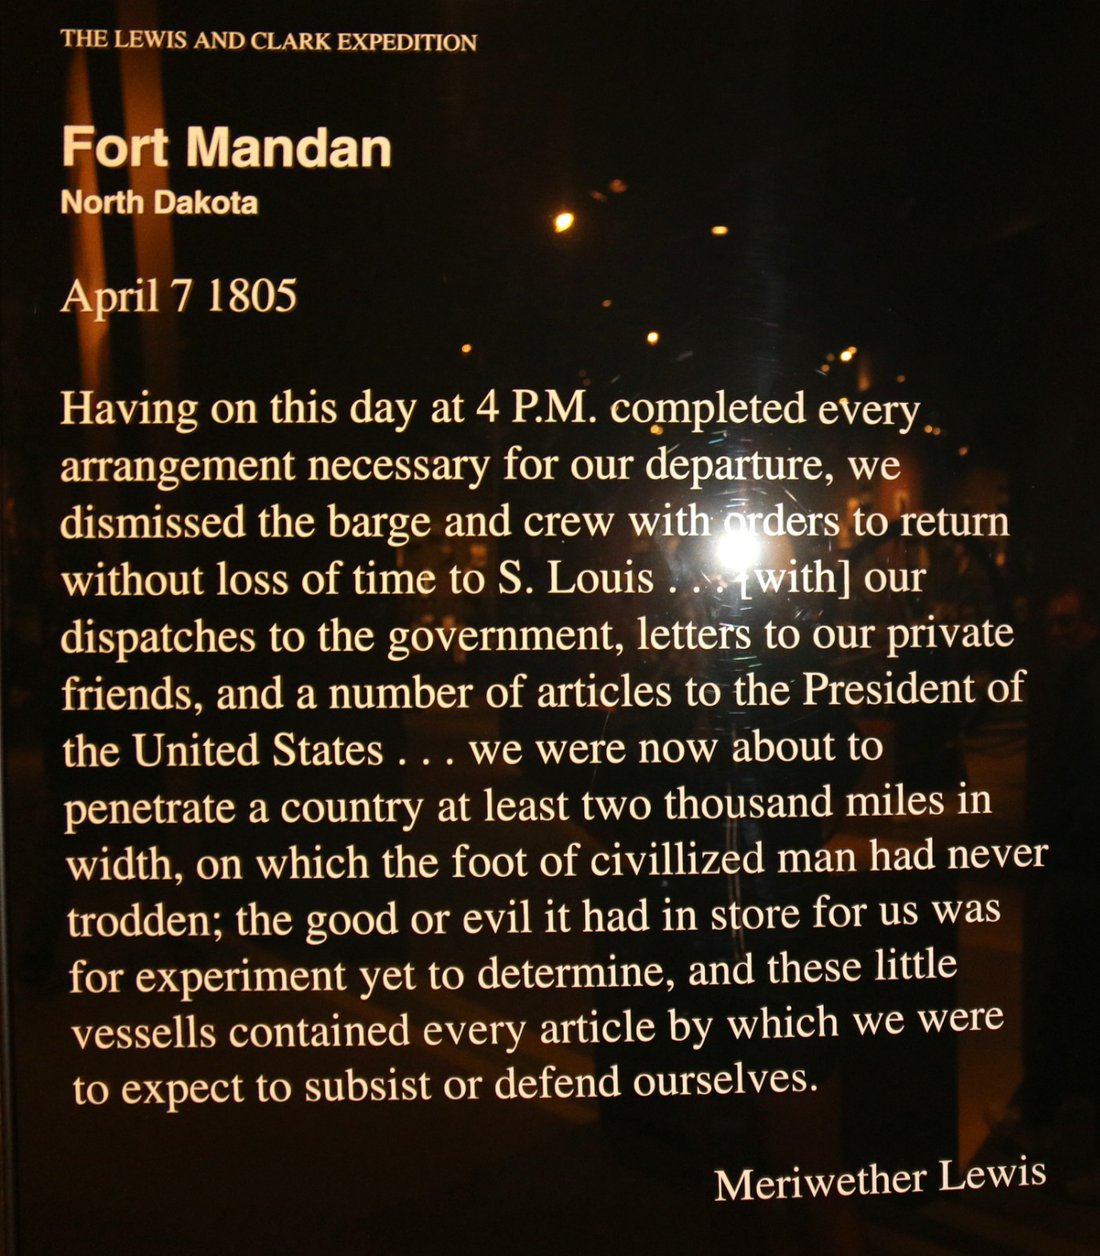 THE LEWIS AND CLARK EXPEDITION
Fort Mandan
North Dakota
April 7 1805
Having on this day at 4 P.M. completed every
arrangement necessary for our departure, we
dismissed the barge and crew with orders to return
without loss of time to S. Louis . . . [with] our
dispatches to the government, letters to our private
friends, and a number of articles to the President of
the United States . . . we were now about to
penetrate a country at least two thousand miles in
width, on which the foot of civillized man had never
trodden; the good or evil it had in store for us was
for experiment yet to determine, and these little
vessells contained every article by which we were
to expect to subsist or defend ourselves.
Meriwether Lewis